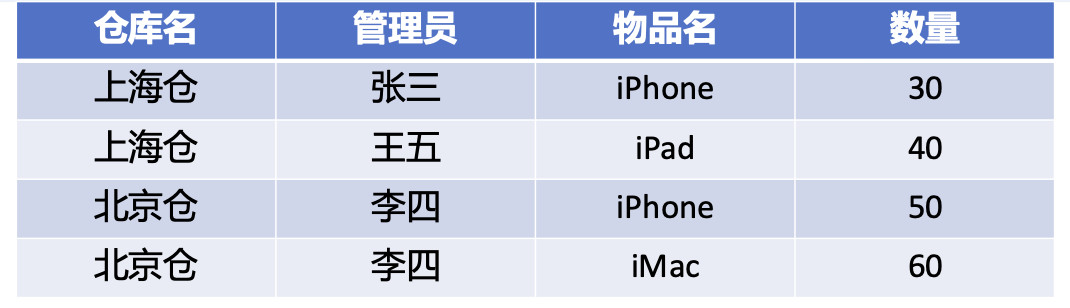 仓库名 管理员 物品名 数量
上海仓 张三 iPhone 30
上海仓 王五 iPad 40
北京仓 李四 iPhone 50
北京仓 李四 iMac 60